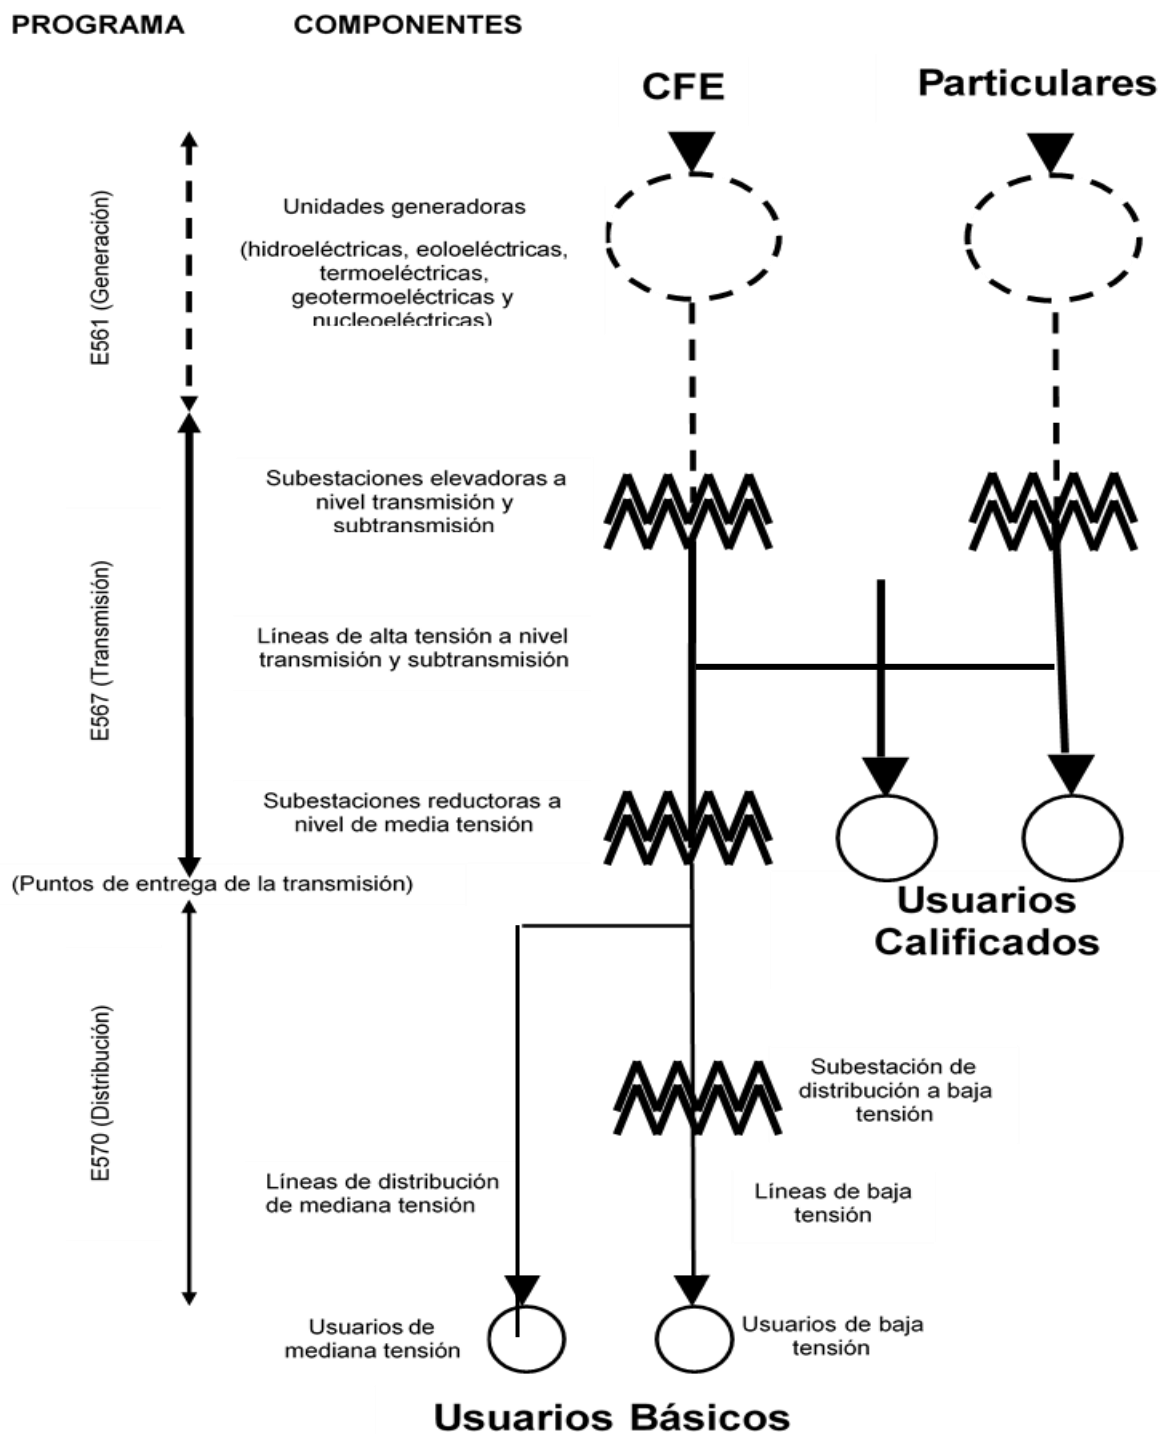 PROGRAMA
COMPONENTES
CFE
Particulares
E561 (Generación)
Unidades generadoras
(hidroeléctricas, eoloeléctricas,
termoeléctricas,
geotermoeléctricas y
nucleoeléctricas)
E567 (Transmisión)
Subestaciones elevadoras a
nivel transmisión y
subtransmisión
Líneas de alta tensión a nivel
transmisión y subtransmisión
Subestaciones reductoras a
nivel de media tensión
(Puntos de entrega de la transmisión)
Usuarios
Calificados
E570 (Distribución)
Subestación de
distribución a baja
tensión
Líneas de distribución
de mediana tensión
Líneas de baja
tensión
Usuarios de
mediana tensión
Usuarios de baja
tensión
Usuarios Básicos